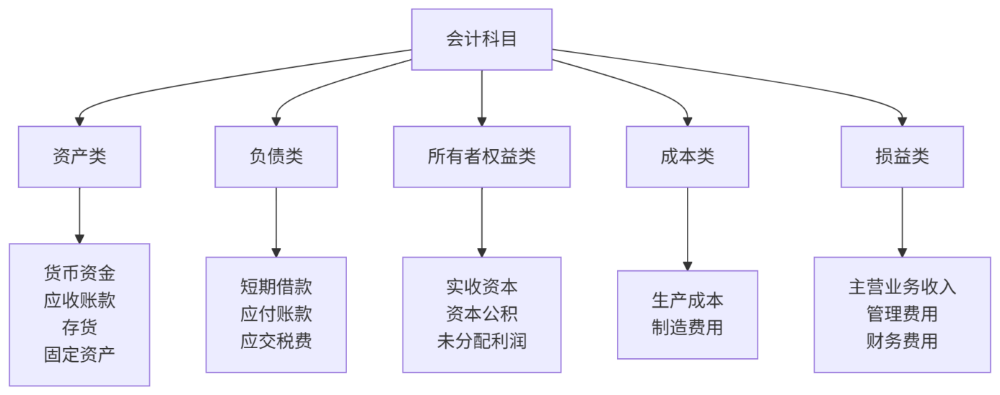 会计科目
资产类
负债类
所有者权益类
成本类
损益类
货币资金
应收账款
存货
固定资产
短期借款
应付账款
应交税费
实收资本
资本公积
未分配利润
生产成本
制造费用
主营业务收入
管理费用
财务费用